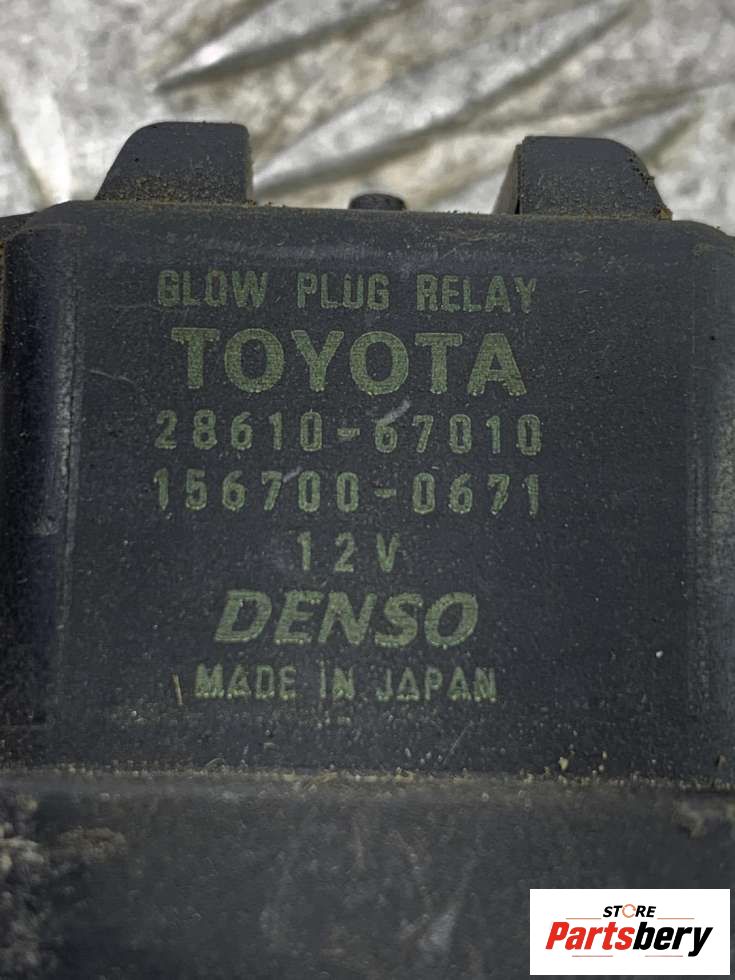 GLOW PLUG RELAY
TOYOTA
28610-67010
156700-0671
12V
DENSO
MADE IN JAPAN
STORE
Partsbery